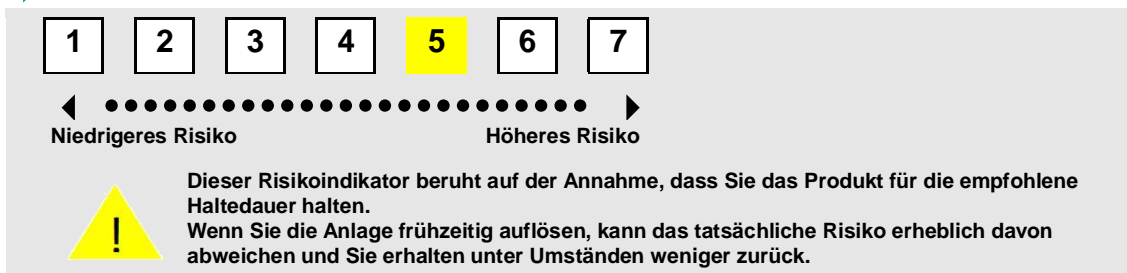 1 2 3 4 5 6 7
Niedrigeres Risiko Höheres Risiko
Dieser Risikoindikator beruht auf der Annahme, dass Sie das Produkt für die empfohlene
Haltedauer halten.
Wenn Sie die Anlage frühzeitig auflösen, kann das tatsächliche Risiko erheblich davon
abweichen und Sie erhalten unter Umständen weniger zurück.
!